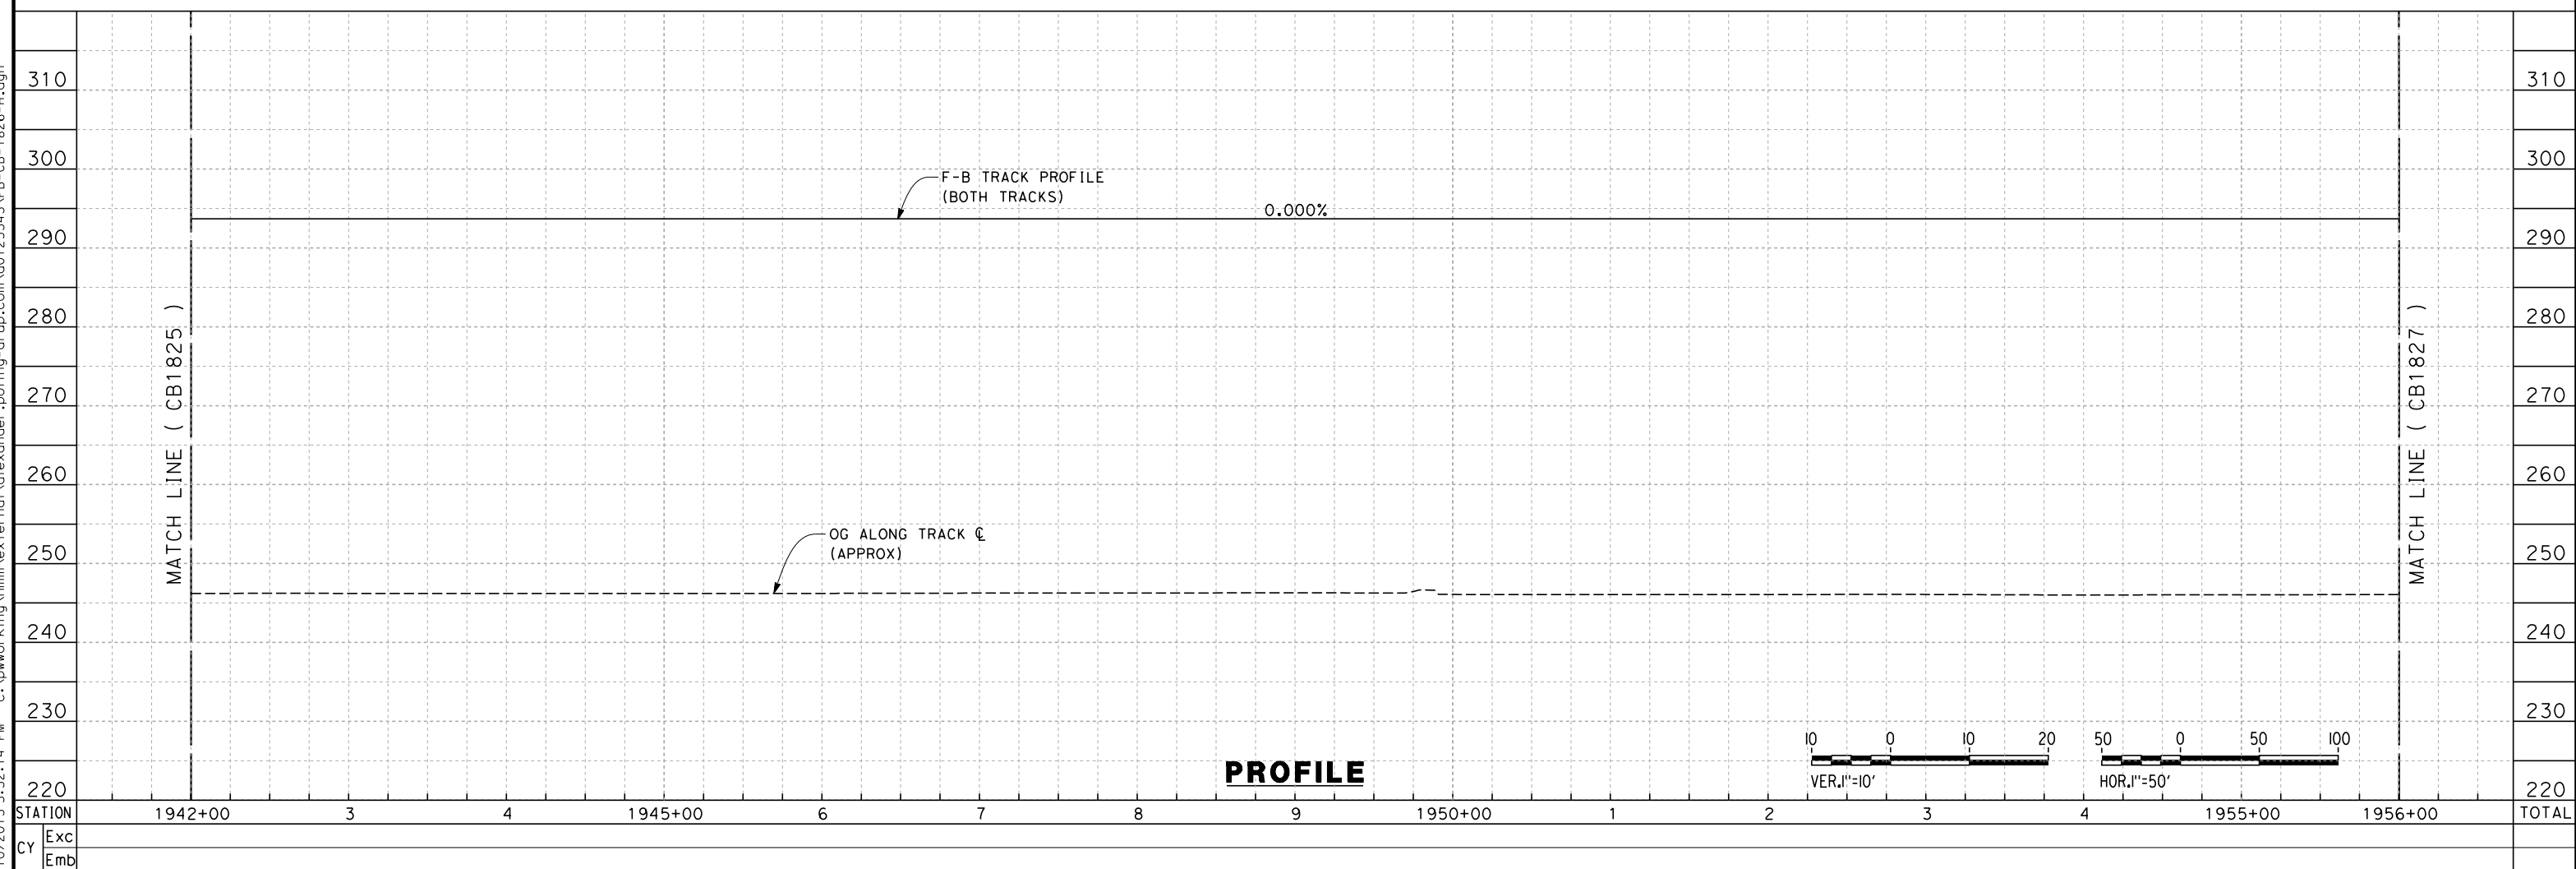 310 310
300 300
F-B TRACK PROFILE
(BOTH TRACKS)
0.000%
290 290
MATCH LINE ( CB1825 )
MATCH LINE ( CB1827 )
280 280
270 270
260 260
OG ALONG TRACK ℄
(APPROX)
250 250
240 240
230 230
10 0 10 20
VER.1"=10'
50 0 50 100
HOR.1"=50'
PROFILE
220 220
STATION 1942+00 3 4 1945+00 6 7 8 9 1950+00 1 2 3 4 1955+00 1956+00 TOTAL
CY
Exc
Emb